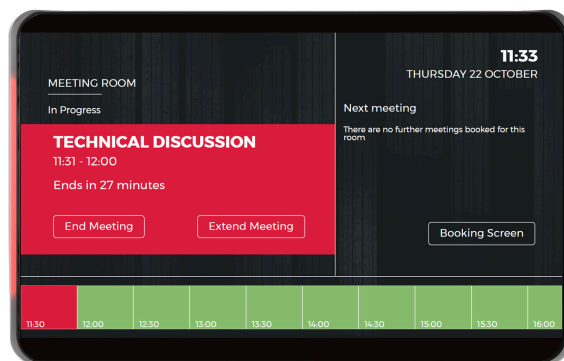 11:33
THURSDAY 22 OCTOBER
MEETING ROOM
In Progress
TECHNICAL DISCUSSION
11:31 - 12:00
Ends in 27 minutes
End Meeting
Extend Meeting
Next meeting
There are no further meetings booked for this
room
Booking Screen
11:30 12:00 12:30 13:00 13:30 14:00 14:30 15:00 15:30 16:00